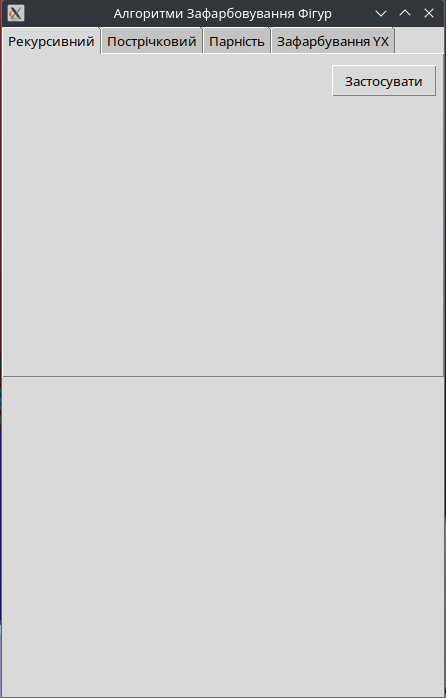 Алгоритми Зафарбовування Фігур
Рекурсивний Пострічковий Парність Зафарбування YX
Застосувати